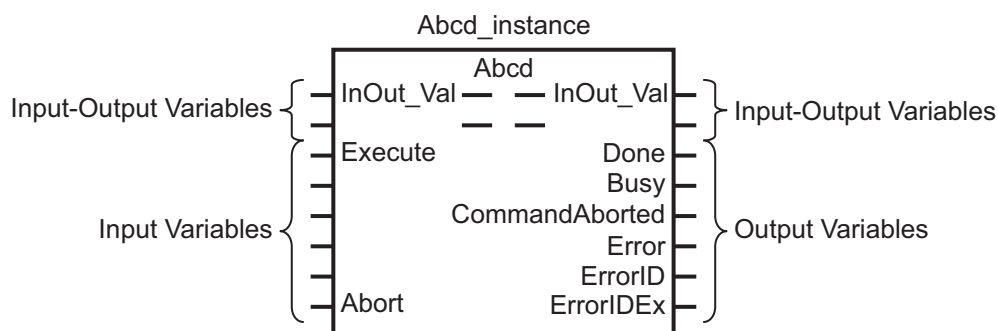 Abcd_instance
Abcd
Input-Output Variables
InOut_Val
InOut_Val
Input-Output Variables
Execute
Done
Busy
Input Variables
CommandAborted
Output Variables
Error
ErrorID
Abort
ErrorIDEx